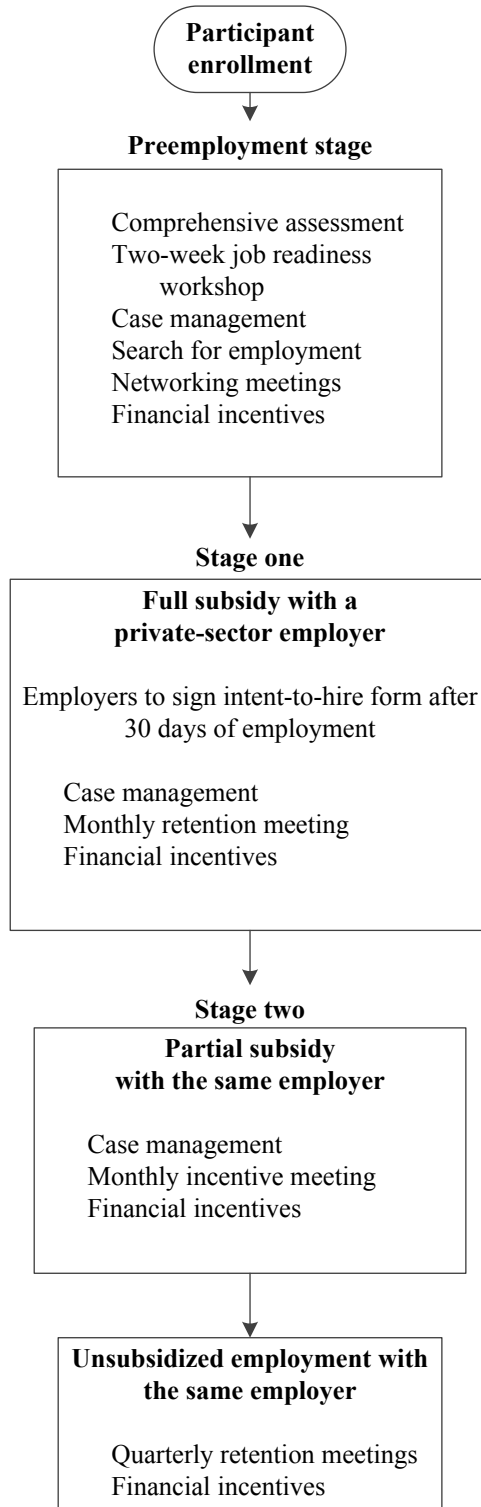 Participant
enrollment
Preemployment stage
Comprehensive assessment
Two-week job readiness
workshop
Case management
Search for employment
Networking meetings
Financial incentives
Stage one
Full subsidy with a
private-sector employer
Employers to sign intent-to-hire form after
30 days of employment
Case management
Monthly retention meeting
Financial incentives
Stage two
Partial subsidy
with the same employer
Case management
Monthly incentive meeting
Financial incentives
Unsubsidized employment with
the same employer
Quarterly retention meetings
Financial incentives